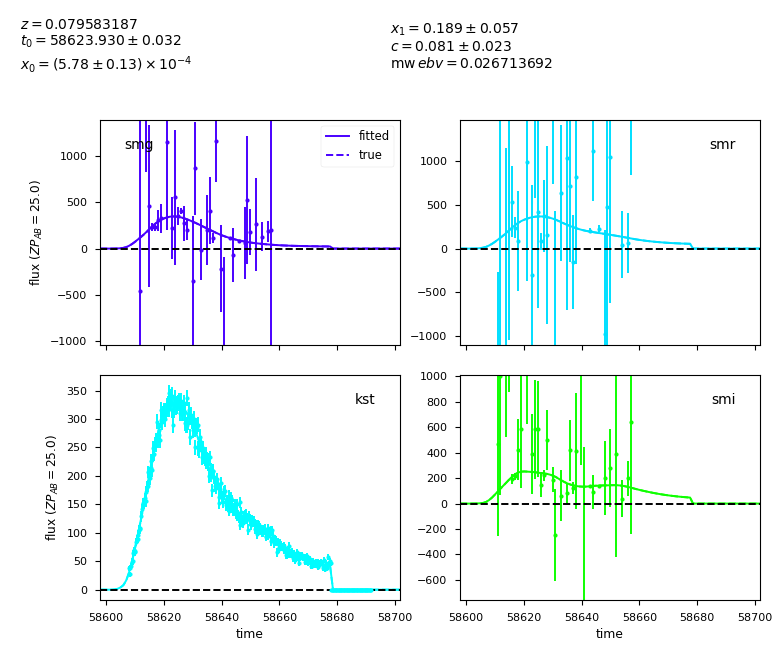 z = 0.079583187
t₀ = 58623.930 ± 0.032
x₀ = (5.78 ± 0.13) × 10⁻⁴
x₁ = 0.189 ± 0.057
c = 0.081 ± 0.023
mw ebv = 0.026713692
smg
fitted
true
1000
500
0
−500
−1000
flux (ZP_AB = 25.0)
smr
1000
500
0
−500
−1000
kst
350
300
250
200
150
100
50
0
flux (ZP_AB = 25.0)
58600 58620 58640 58660 58680 58700
time
smi
1000
800
600
400
200
0
−200
−400
−600
58600 58620 58640 58660 58680 58700
time